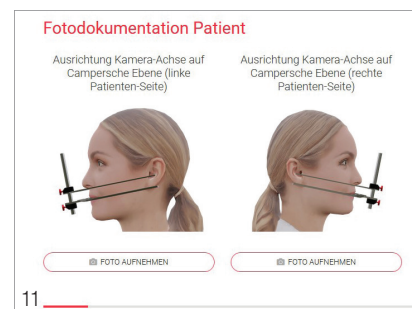 Fotodokumentation Patient
Ausrichtung Kamera-Achse auf
Campersche Ebene (linke
Patienten-Seite)
Ausrichtung Kamera-Achse auf
Campersche Ebene (rechte
Patienten-Seite)
FOTO AUFNEHMEN
FOTO AUFNEHMEN
11